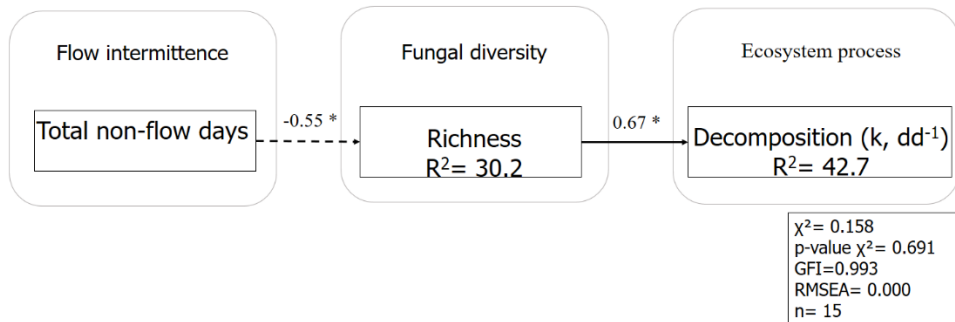 Flow intermittence
Fungal diversity
Ecosystem process
Total non-flow days
-0.55 *
Richness
R²= 30.2
0.67 *
Decomposition (k, dd⁻¹)
R²= 42.7
χ²= 0.158
p-value χ²= 0.691
GFI=0.993
RMSEA= 0.000
n= 15